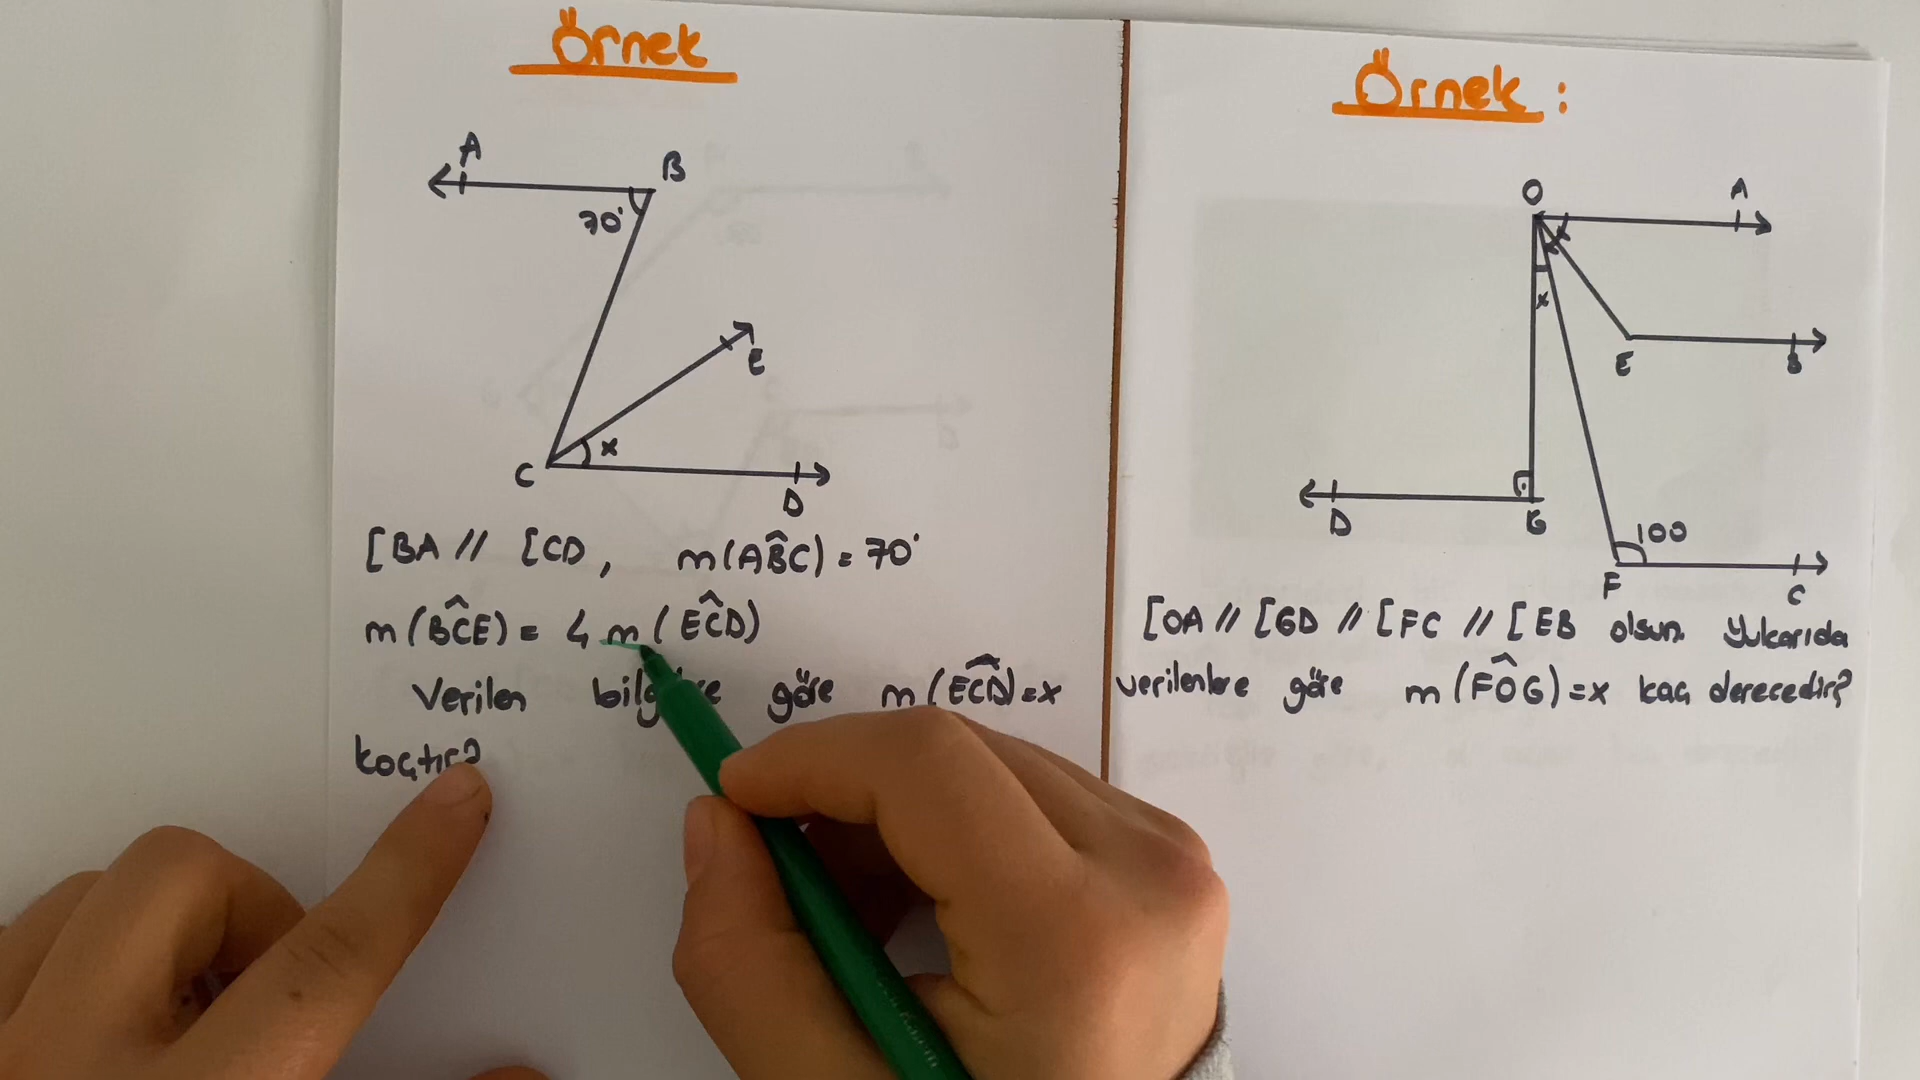 Örnek
A
B
70°
E
x
C
D
[BA // [CD, m(ABC) = 70°
m(BCE) = 4 m(ECD)
Verilen göre m(ECD)=x
kaçtır?
Örnek :
O
A
x
E
B
D
G
100
F
C
[OA // [GD // [FC // [EB olsun. Yukarıda
verilenlere göre m(FOG)=x kaç derecedir?